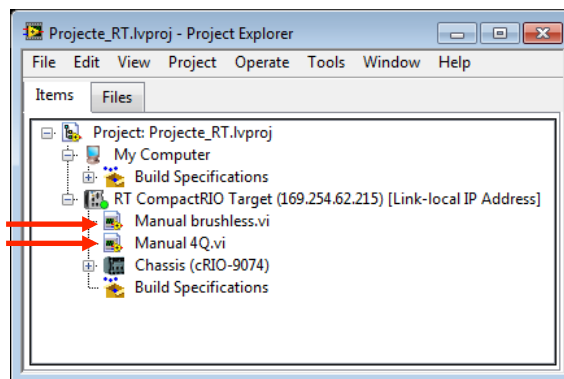 Projecte_RT.lvproj - Project Explorer
File Edit View Project Operate Tools Window Help
Items Files
Project: Projecte_RT.lvproj
My Computer
Build Specifications
RT CompactRIO Target (169.254.62.215) [Link-local IP Address]
Manual brushless.vi
Manual 4Q.vi
Chassis (cRIO-9074)
Build Specifications